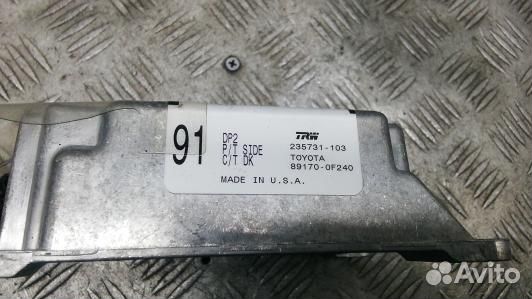 91
DP2
P/T SIDE
C/T DK
TRW
235731-103
TOYOTA
89170-0F240
MADE IN U.S.A.
Avito